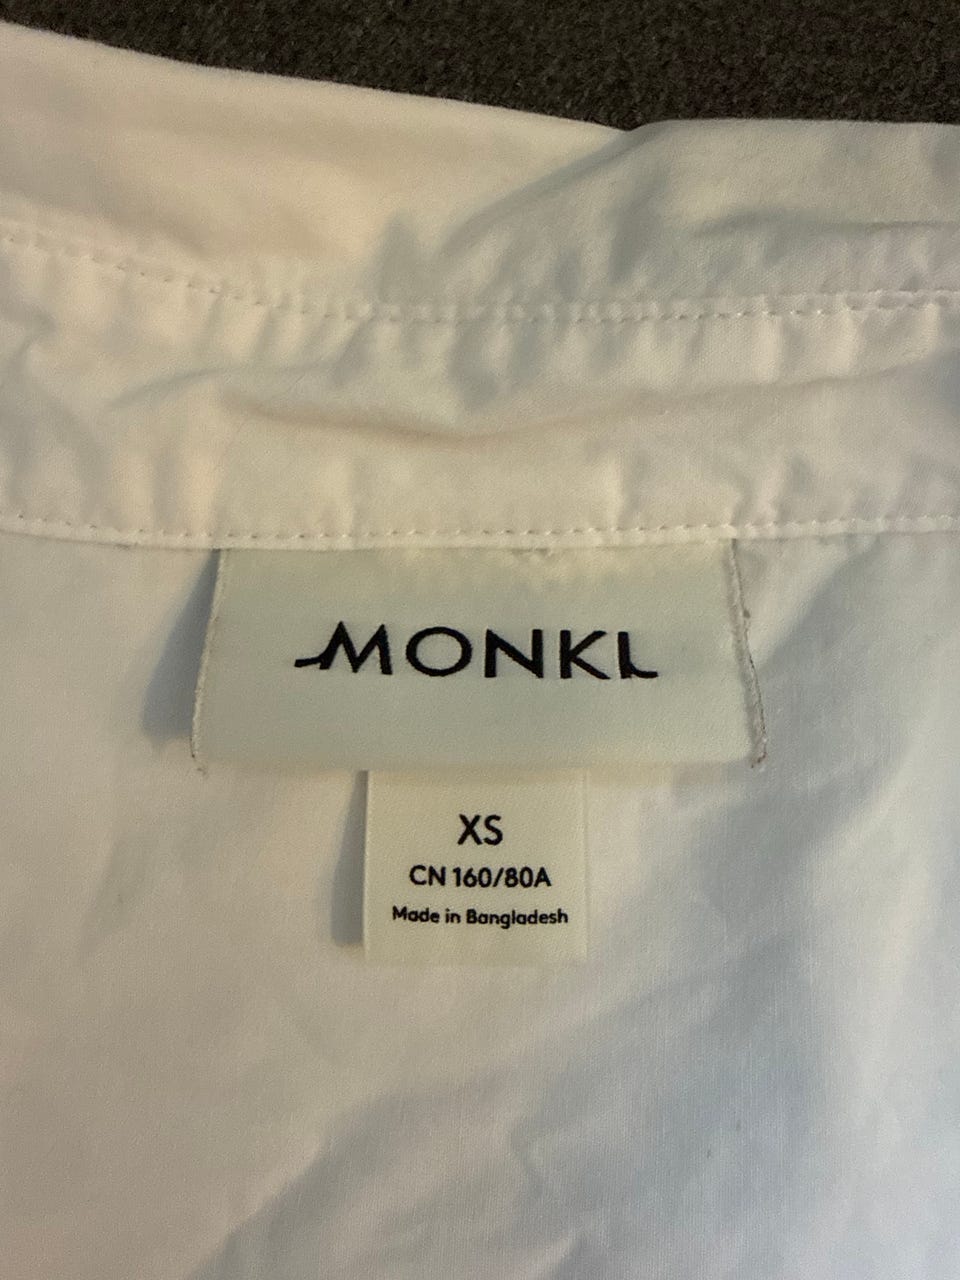 MONKI
XS
CN 160/80A
Made in Bangladesh